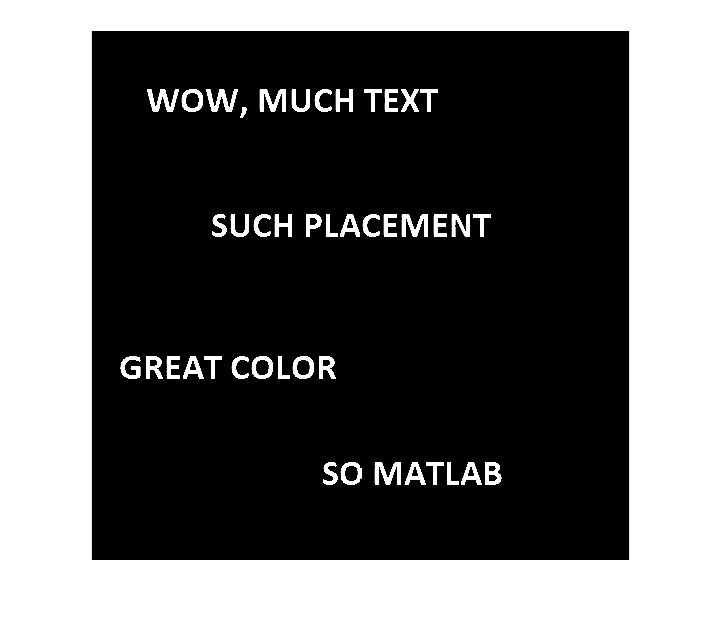 WOW, MUCH TEXT
SUCH PLACEMENT
GREAT COLOR
SO MATLAB